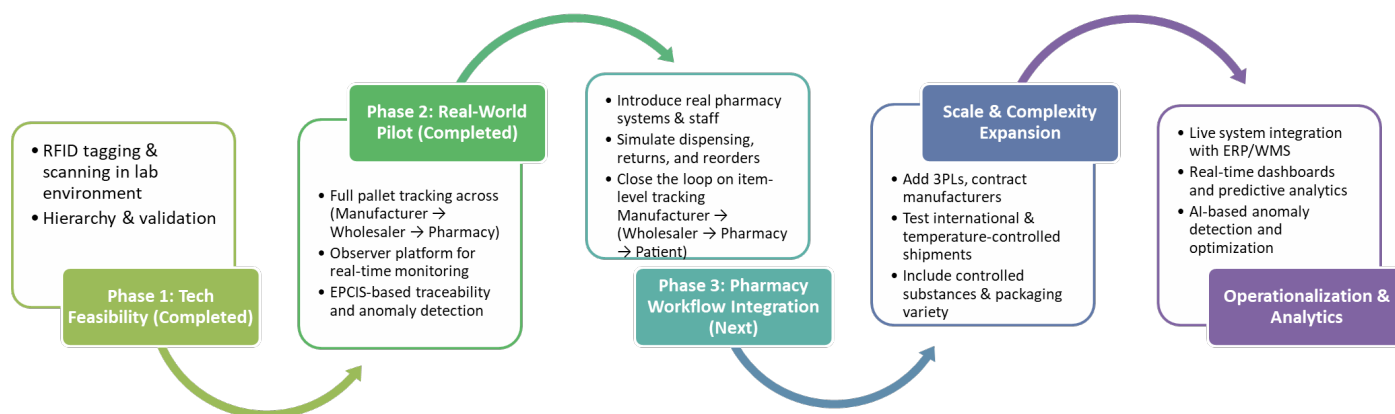 • RFID tagging &
scanning in lab
environment
• Hierarchy & validation
Phase 1: Tech
Feasibility (Completed)
Phase 2: Real-World
Pilot (Completed)
• Full pallet tracking across
(Manufacturer →
Wholesaler → Pharmacy)
• Observer platform for
real-time monitoring
• EPCIS-based traceability
and anomaly detection
• Introduce real pharmacy
systems & staff
• Simulate dispensing,
returns, and reorders
• Close the loop on item-
level tracking
Manufacturer →
(Wholesaler → Pharmacy
→ Patient)
Phase 3: Pharmacy
Workflow Integration
(Next)
Scale & Complexity
Expansion
• Add 3PLs, contract
manufacturers
• Test international &
temperature-controlled
shipments
• Include controlled
substances & packaging
variety
• Live system integration
with ERP/WMS
• Real-time dashboards
and predictive analytics
• AI-based anomaly
detection and
optimization
Operationalization &
Analytics